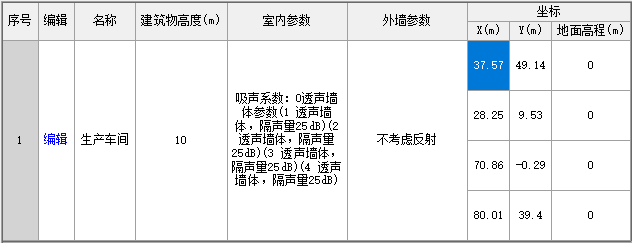 序号 编辑 名称 建筑物高度(m) 室内参数 外墙参数 坐标
X(m) Y(m) 地面高程(m)
1 编辑 生产车间 10
吸声系数: 0透声墙
体参数(1 透声墙
体，隔声量25dB)(2
透声墙体，隔声量
25dB)(3 透声墙体，
隔声量25dB)(4 透声
墙体，隔声量25dB)
不考虑反射
37.57 49.14 0
28.25 9.53 0
70.86 -0.29 0
80.01 39.4 0